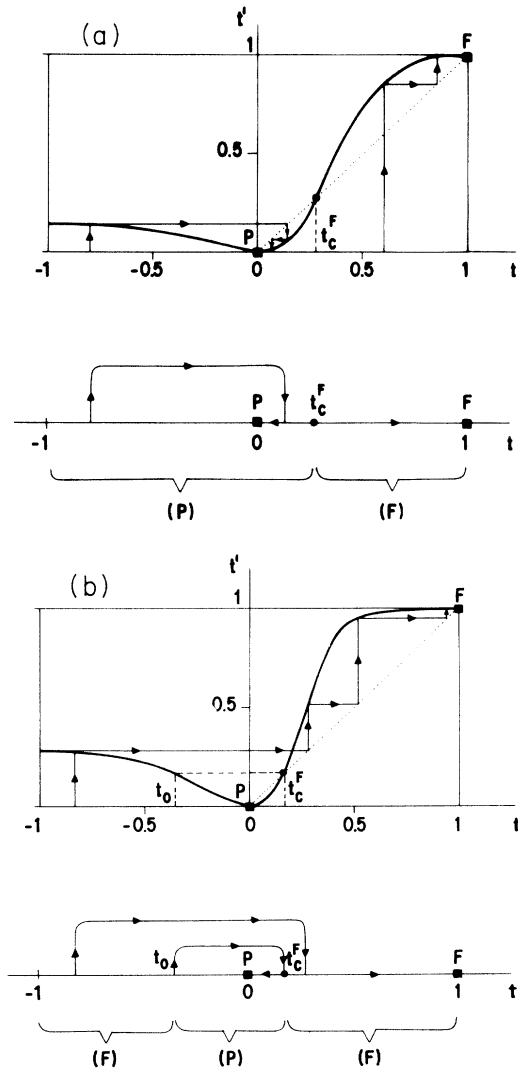 (a)
t'
1
F
0.5
P
t_c^F
-1 -0.5 0 0.5 1 t
P t_c^F F
-1 0 1 t
(P) (F)
(b)
t'
1
F
0.5
P
t_0 t_c^F
-1 -0.5 0 0.5 1 t
t_0 P t_c^F F
-1 0 1 t
(F) (P) (F)